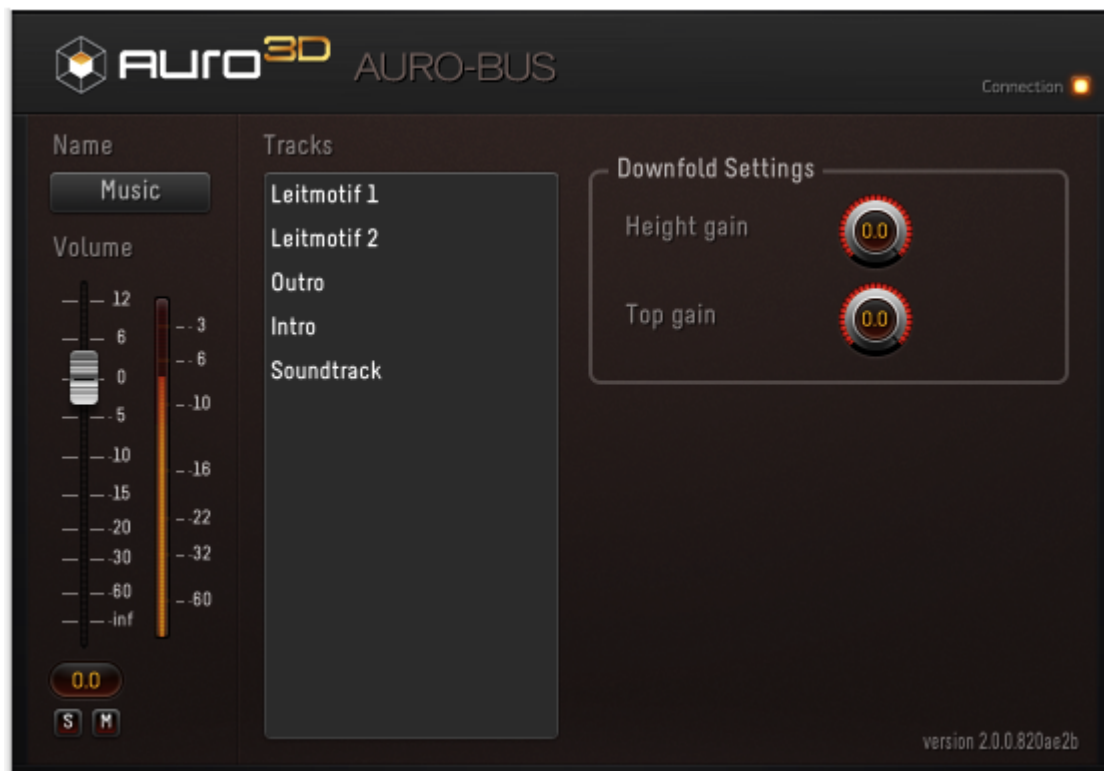 AURO 3D AURO-BUS
Connection
Name
Music
Volume
12
6
0
-5
-10
-15
-20
-30
-60
-inf
-3
-6
-10
-16
-22
-32
-60
0.0
S M
Tracks
Leitmotif 1
Leitmotif 2
Outro
Intro
Soundtrack
Downfold Settings
Height gain 0.0
Top gain 0.0
version 2.0.0.820ae2b